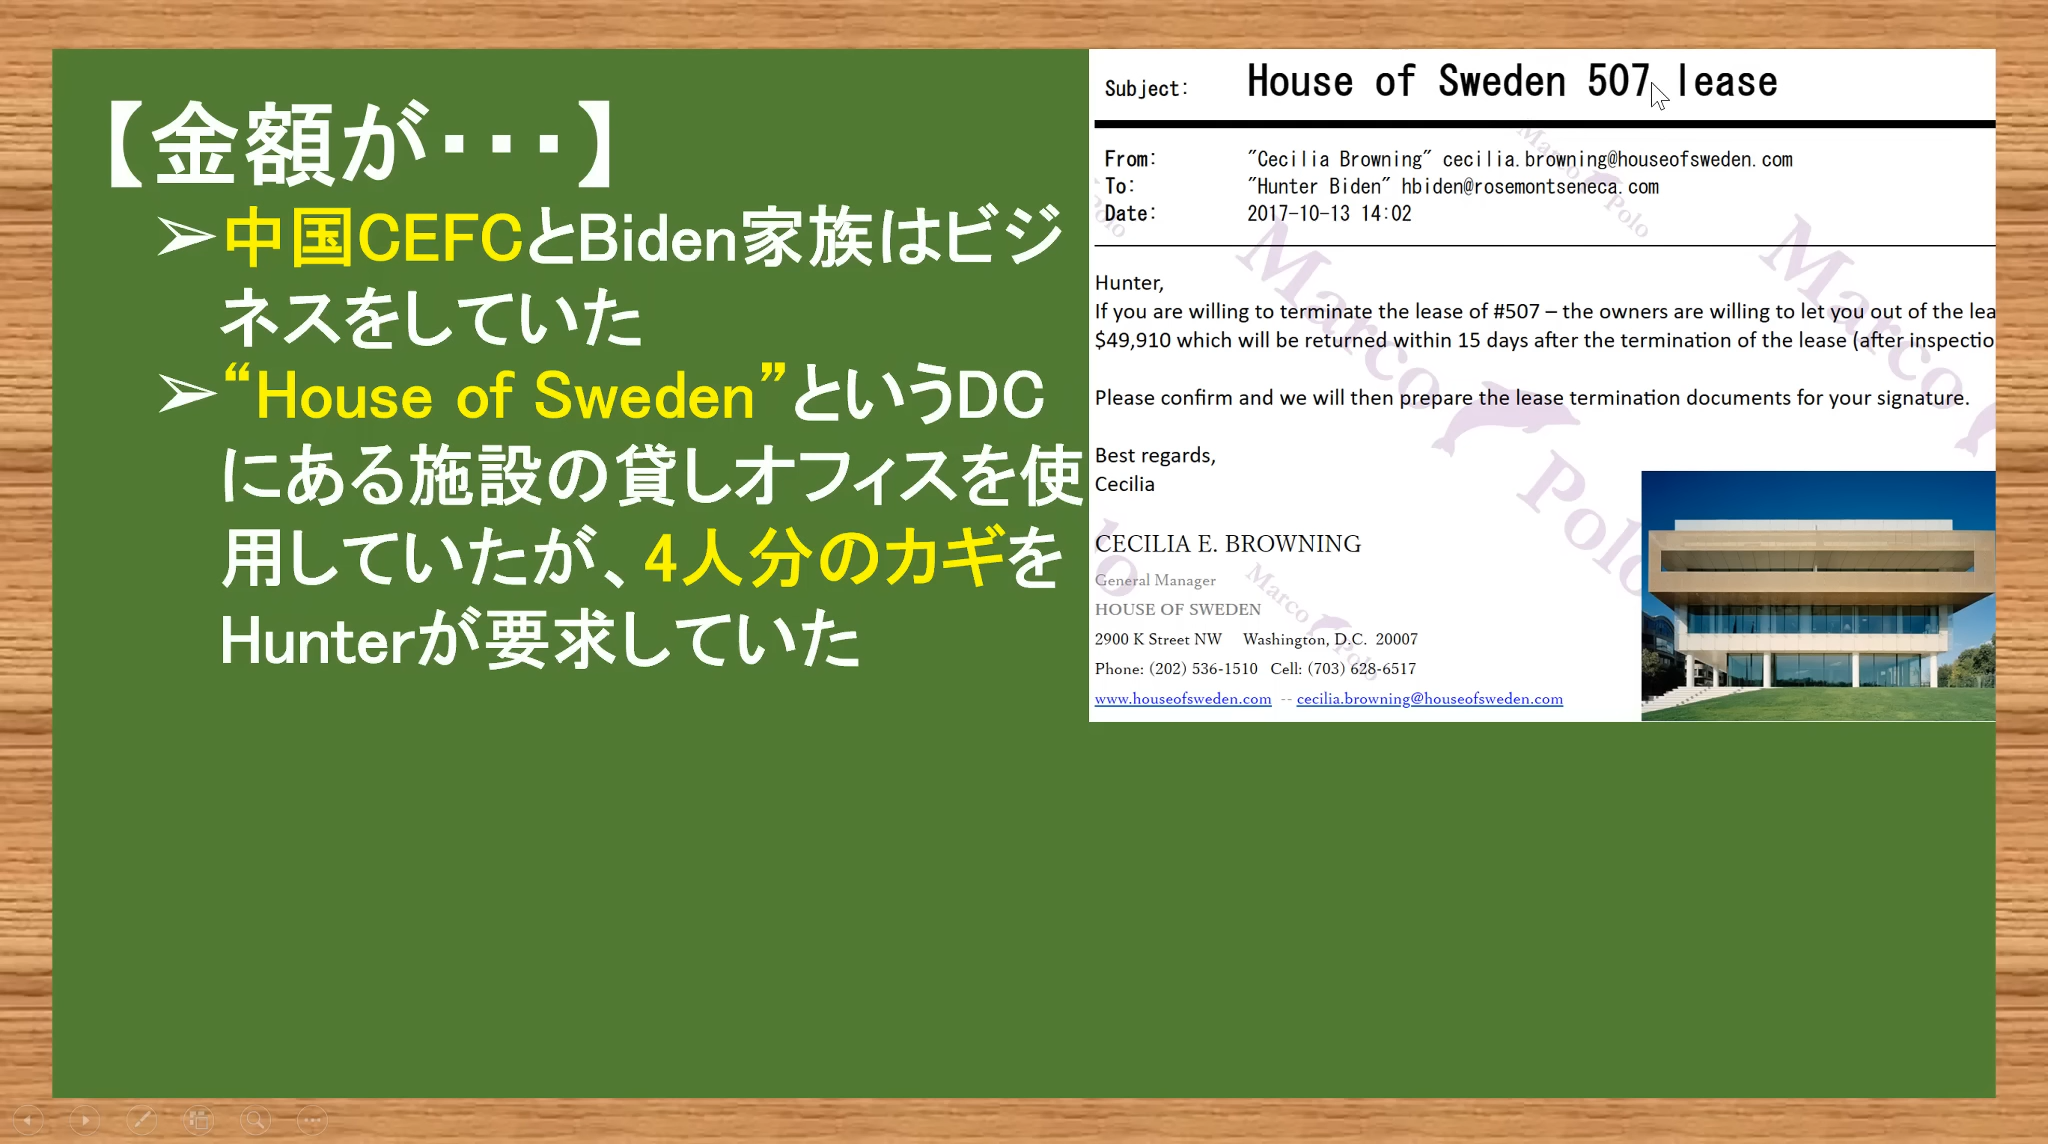 【金額が・・・】
➢中国CEFCとBiden家族はビジ
ネスをしていた
➢“House of Sweden”というDC
にある施設の貸しオフィスを使
用していたが、4人分のカギを
Hunterが要求していた
Subject: House of Sweden 507 lease
From: "Cecilia Browning" cecilia.browning@houseofsweden.com
To: "Hunter Biden" hbiden@rosemontseneca.com
Date: 2017-10-13 14:02
Hunter,
If you are willing to terminate the lease of #507 – the owners are willing to let you out of the lea
$49,910 which will be returned within 15 days after the termination of the lease (after inspectio
Please confirm and we will then prepare the lease termination documents for your signature.
Best regards,
Cecilia
CECILIA E. BROWNING
General Manager
HOUSE OF SWEDEN
2900 K Street NW Washington, D.C. 20007
Phone: (202) 536-1510 Cell: (703) 628-6517
www.houseofsweden.com -- cecilia.browning@houseofsweden.com
Marco Polo
Marco Polo
Marco Polo
Marco
Polo